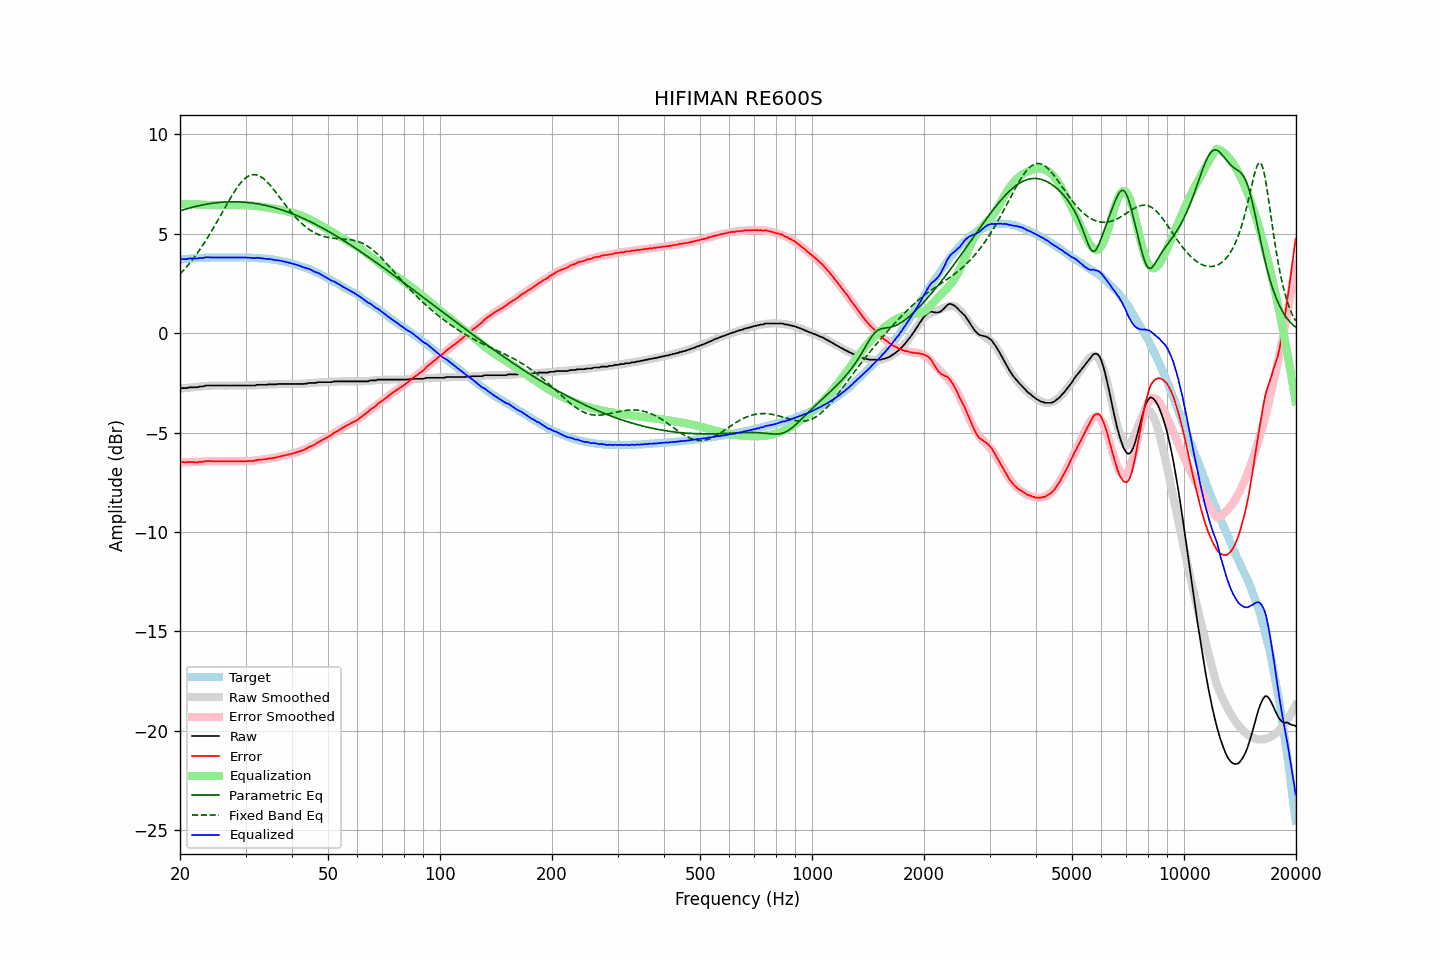 HIFIMAN RE600S
Amplitude (dBr)
10
5
0
−5
−10
−15
−20
−25
Target
Raw Smoothed
Error Smoothed
Raw
Error
Equalization
Parametric Eq
Fixed Band Eq
Equalized
20 50 100 200 500 1000 2000 5000 10000 20000
Frequency (Hz)